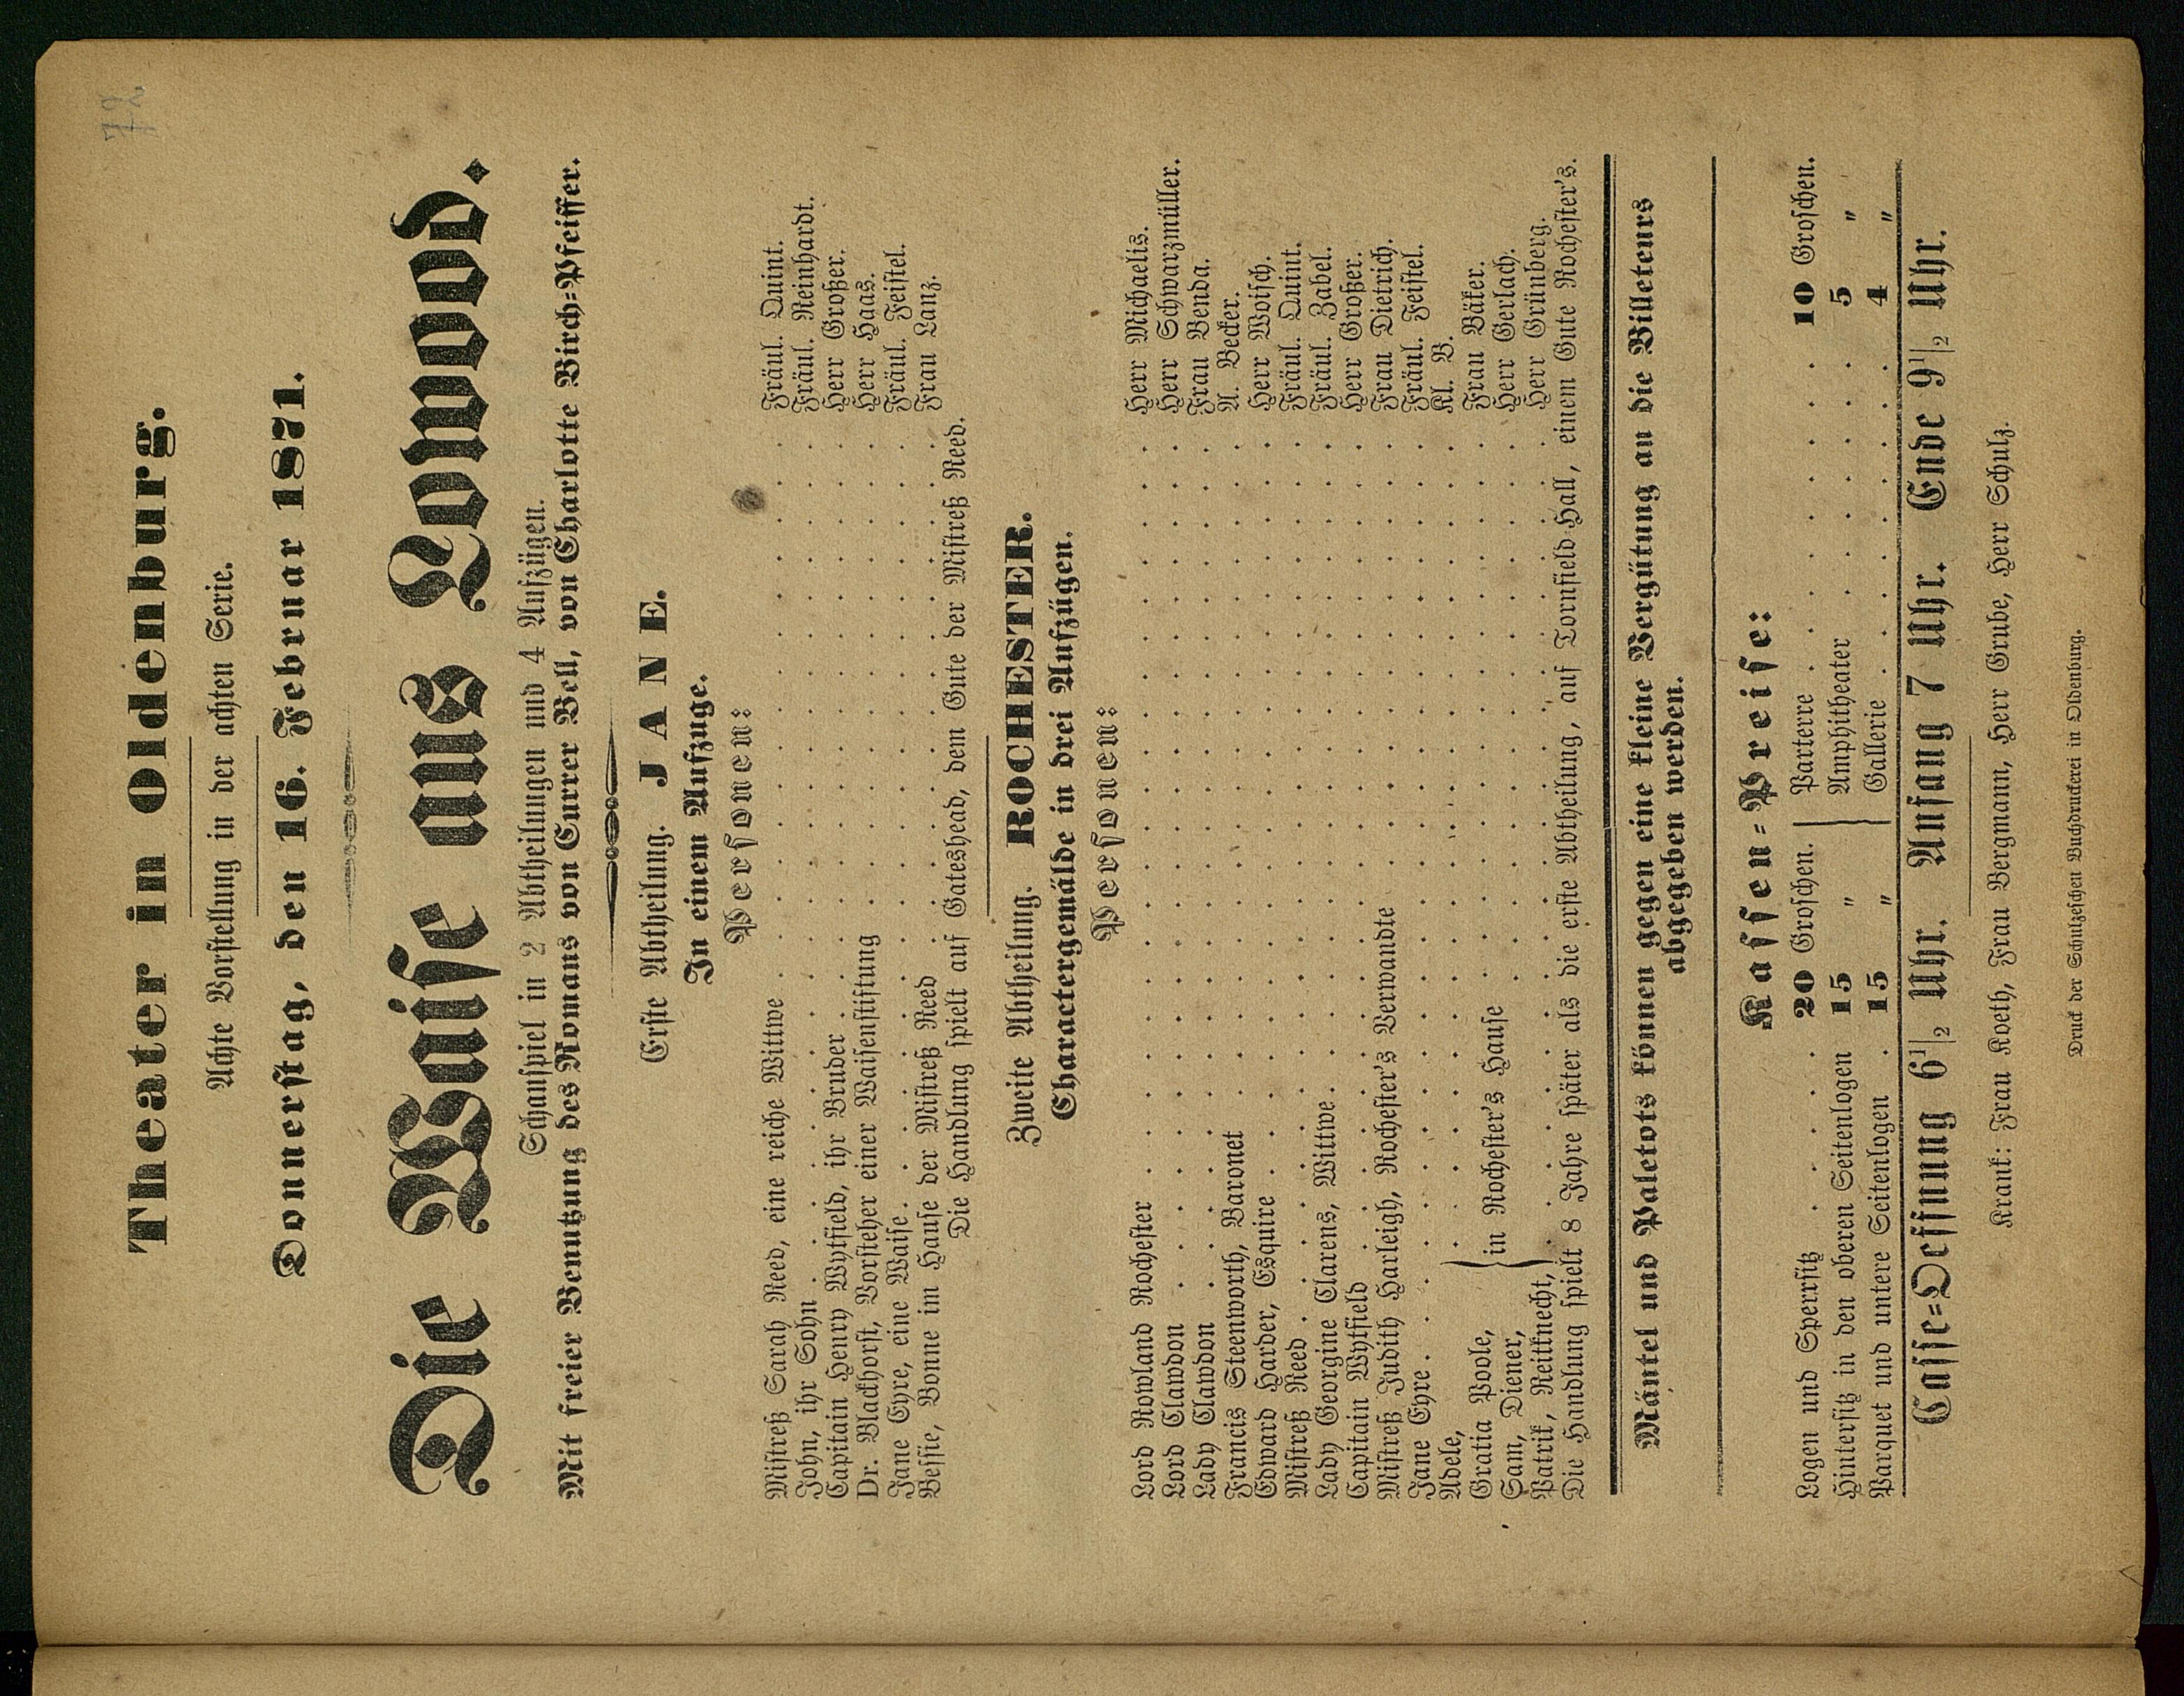 72.
Theater in Oldenburg.
Achte Vorstellung in der achten Serie.
Donnerstag, den 16. Februar 1871.
Die Waise aus Lowood.
Schauspiel in 2 Abtheilungen und 4 Aufzügen.
Mit freier Benutzung des Romans von Currer Bell, von Charlotte Birch-Pfeiffer.
Erste Abtheilung. JANE.
In einem Aufzuge.
Personen:
Mistreß Sarah Reed, eine reiche Wittwe . . . . Fräul. Quint.
John, ihr Sohn . . . . Fräul. Reinhardt.
Capitain Henry Wytfield, ihr Bruder . . . . Herr Großer.
Dr. Blackhorst, Vorsteher einer Waisenstiftung . . . . Herr Haas.
Jane Eyre, eine Waise . . . . Fräul. Feistel.
Bessie, Bonne im Hause der Mistreß Reed . . . . Frau Lanz.
Die Handlung spielt auf Gateshead, dem Gute der Mistreß Reed.
Zweite Abtheilung. ROCHESTER.
Charactergemälde in drei Aufzügen.
Personen:
Lord Rowland Rochester . . . . Herr Michaelis.
Lord Clawdon . . . . Herr Schwarzmüller.
Lady Clawdon . . . . Frau Benda.
Francis Steenworth, Baronet . . . . A. Becker.
Edward Harder, Esquire . . . . Herr Woisch.
Mistreß Reed . . . . Fräul. Quint.
Lady Georgine Clarens, Wittwe . . . . Fräul. Zabel.
Capitain Wytfield . . . . Herr Großer.
Mistreß Judith Harleigh, Rochester's Verwandte . . . . Frau Dietrich.
Jane Eyre . . . . Fräul. Feistel.
Adele, . . . . Kl. B.
Gratia Poole, } in Rochester's Hause . . . . Frau Bäker.
Sam, Diener, . . . . Herr Gerlach.
Patrik, Reitknecht, . . . . Herr Grünberg.
Die Handlung spielt 8 Jahre später als die erste Abtheilung, auf Tornfield-Hall, einem Gute Rochester's.
Mäntel und Paletots können gegen eine kleine Vergütung an die Billeteurs
abgegeben werden.
Kassen-Preise:
Logen und Sperrsitz . . . . 20 Groschen. Parterre . . . . 10 Groschen.
Hintersitz in den oberen Seitenlogen 15 " Amphitheater . . . . 5 "
Parquet und untere Seitenlogen . 15 " Gallerie . . . . 4 "
Casse-Oeffnung 6 1/2 Uhr. Anfang 7 Uhr. Ende 9 1/2 Uhr.
Krank: Frau Koeth, Frau Bergmann, Herr Grube, Herr Schulz.
Druck der Schulzeschen Buchdruckerei in Oldenburg.